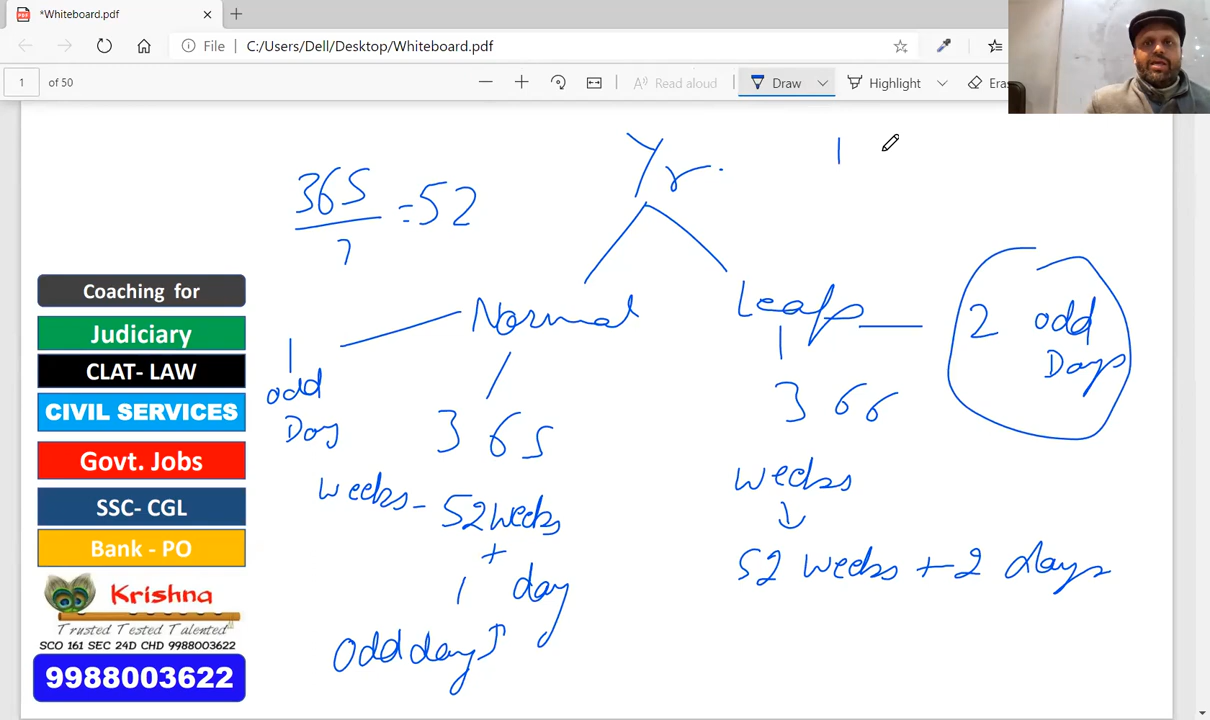 *Whiteboard.pdf
File C:/Users/Dell/Desktop/Whiteboard.pdf
1 of 50
Read aloud
Draw
Highlight
Eras
Yr.
1
365
7
=52
Normal
Leap
2 odd
Days
1
odd
Day
365
366
weeks - 52 weeks
+
1 day
odd day
weeks
52 weeks + 2 days
Coaching for
Judiciary
CLAT- LAW
CIVIL SERVICES
Govt. Jobs
SSC- CGL
Bank - PO
Krishna
Trusted Tested Talented
SCO 161 SEC 24D CHD 9988003622
9988003622